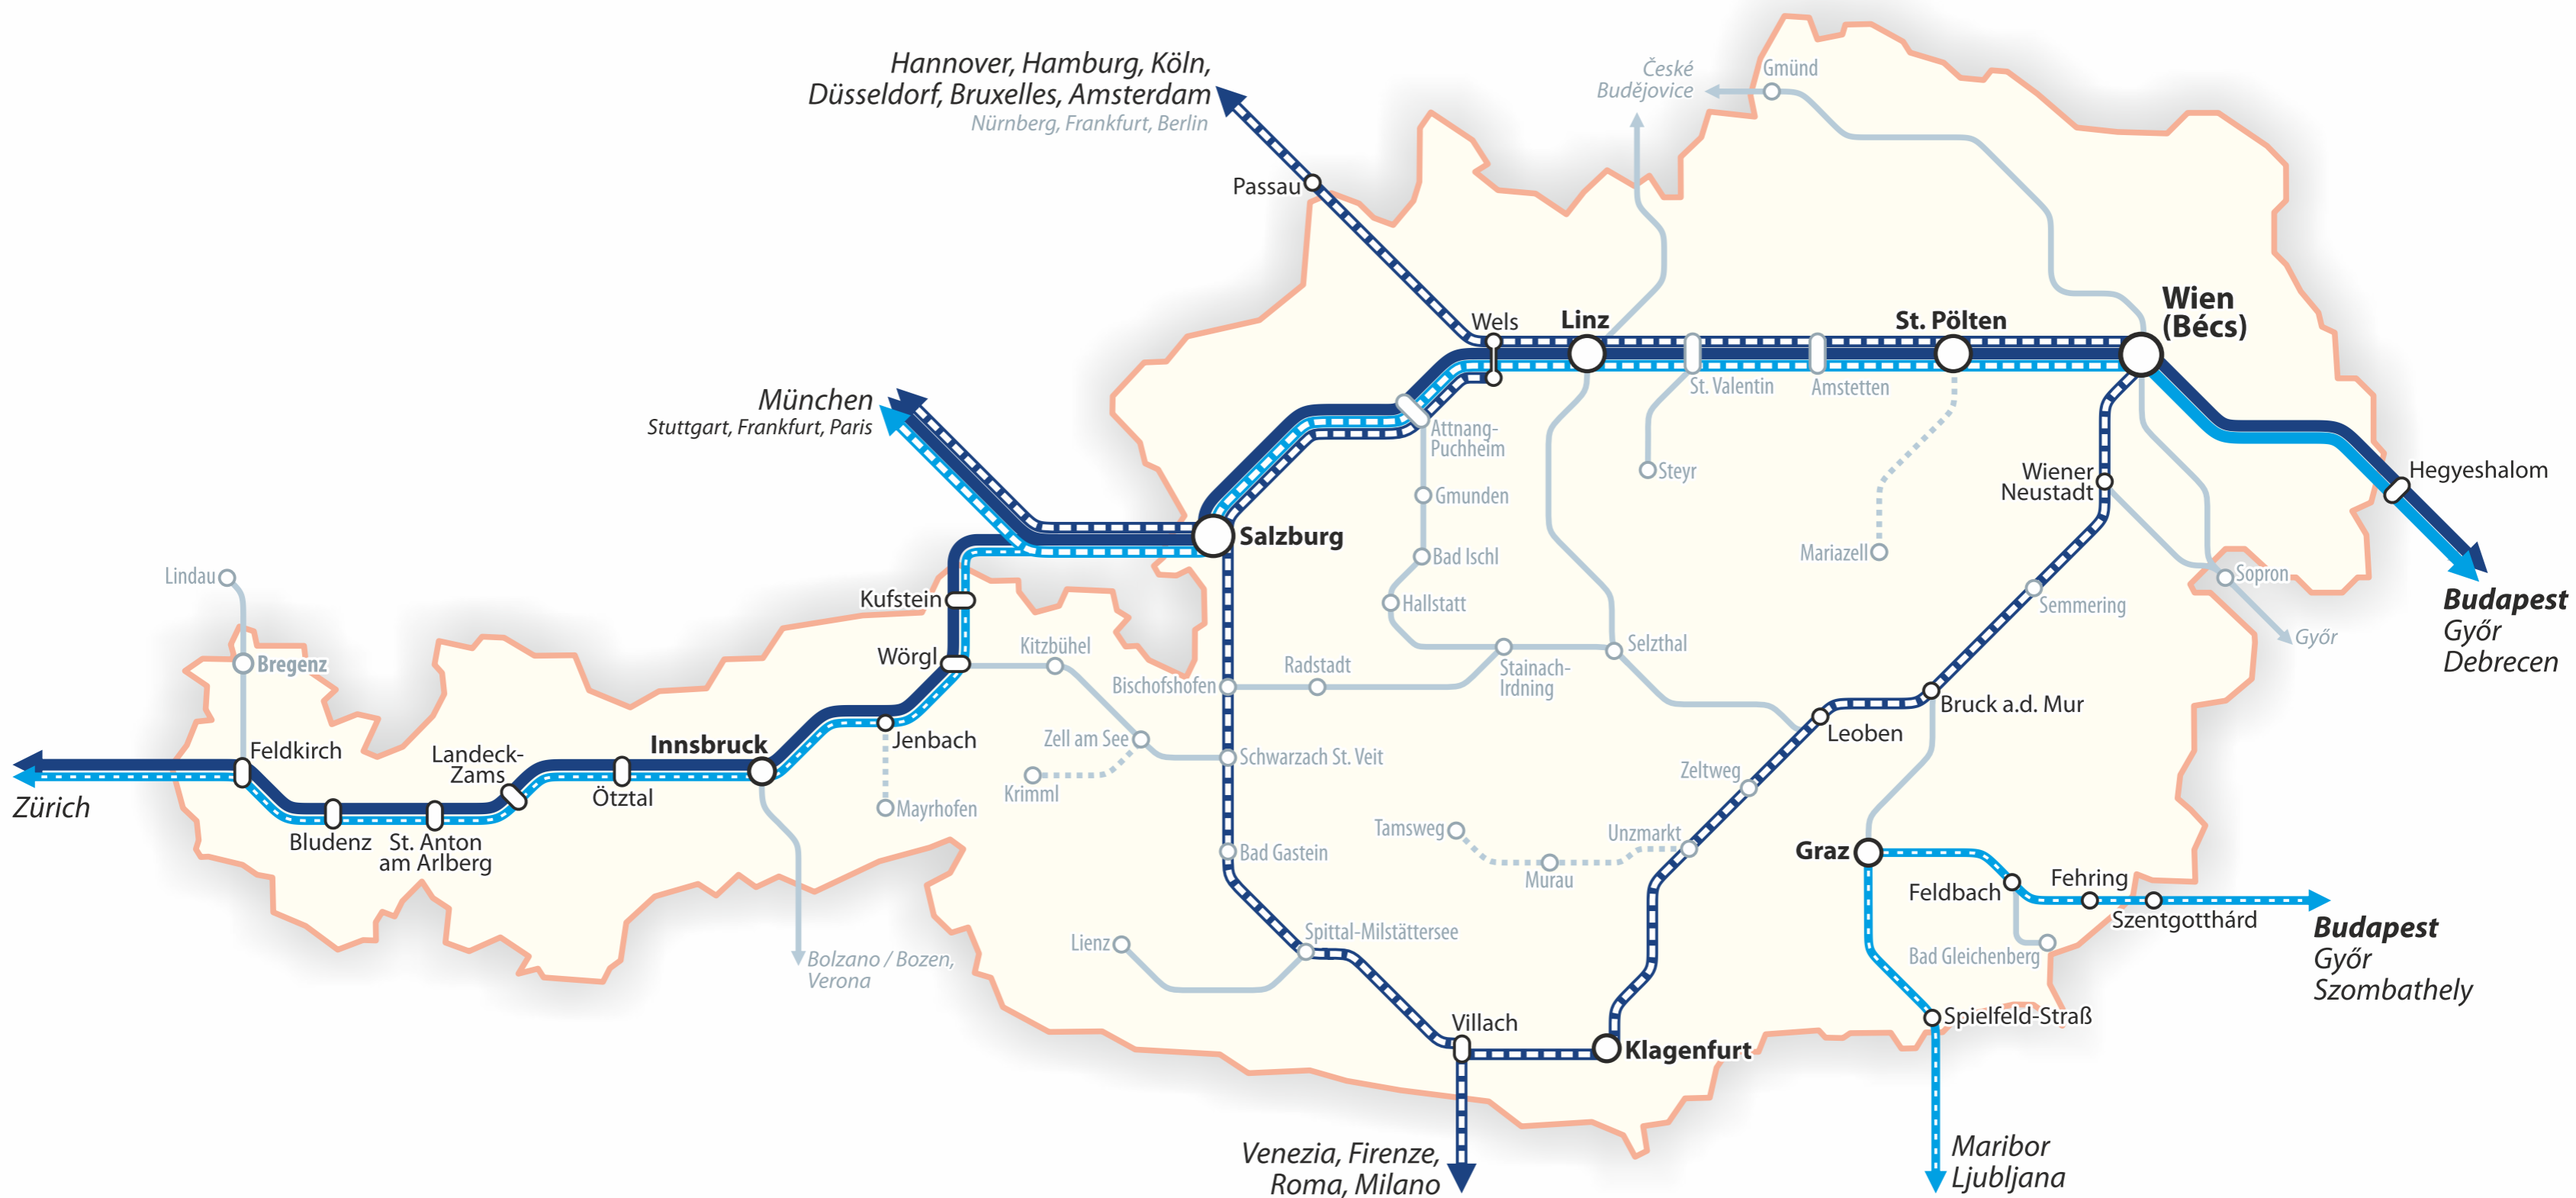 Hannover, Hamburg, Köln,
Düsseldorf, Bruxelles, Amsterdam
Nürnberg, Frankfurt, Berlin
České
Budějovice
Gmünd
Passau
Wels
Linz
St. Pölten
Wien
(Bécs)
St. Valentin
Amstetten
München
Stuttgart, Frankfurt, Paris
Attnang-
Puchheim
Steyr
Gmunden
Wiener
Neustadt
Hegyeshalom
Salzburg
Bad Ischl
Mariazell
Lindau
Sopron
Kufstein
Hallstatt
Semmering
Budapest
Győr
Debrecen
Győr
Bregenz
Wörgl
Kitzbühel
Bischofshofen
Radstadt
Stainach-
Irdning
Selzthal
Bruck a.d. Mur
Leoben
Feldkirch
Landeck-
Zams
Innsbruck
Jenbach
Zell am See
Schwarzach St. Veit
Zeltweg
Zürich
Ötztal
Krimml
Mayrhofen
Bludenz
St. Anton
am Arlberg
Tamsweg
Unzmarkt
Murau
Bad Gastein
Graz
Feldbach
Fehring
Szentgotthárd
Budapest
Győr
Szombathely
Lienz
Spittal-Milstättersee
Bad Gleichenberg
Bolzano / Bozen,
Verona
Villach
Klagenfurt
Spielfeld-Straß
Venezia, Firenze,
Roma, Milano
Maribor
Ljubljana